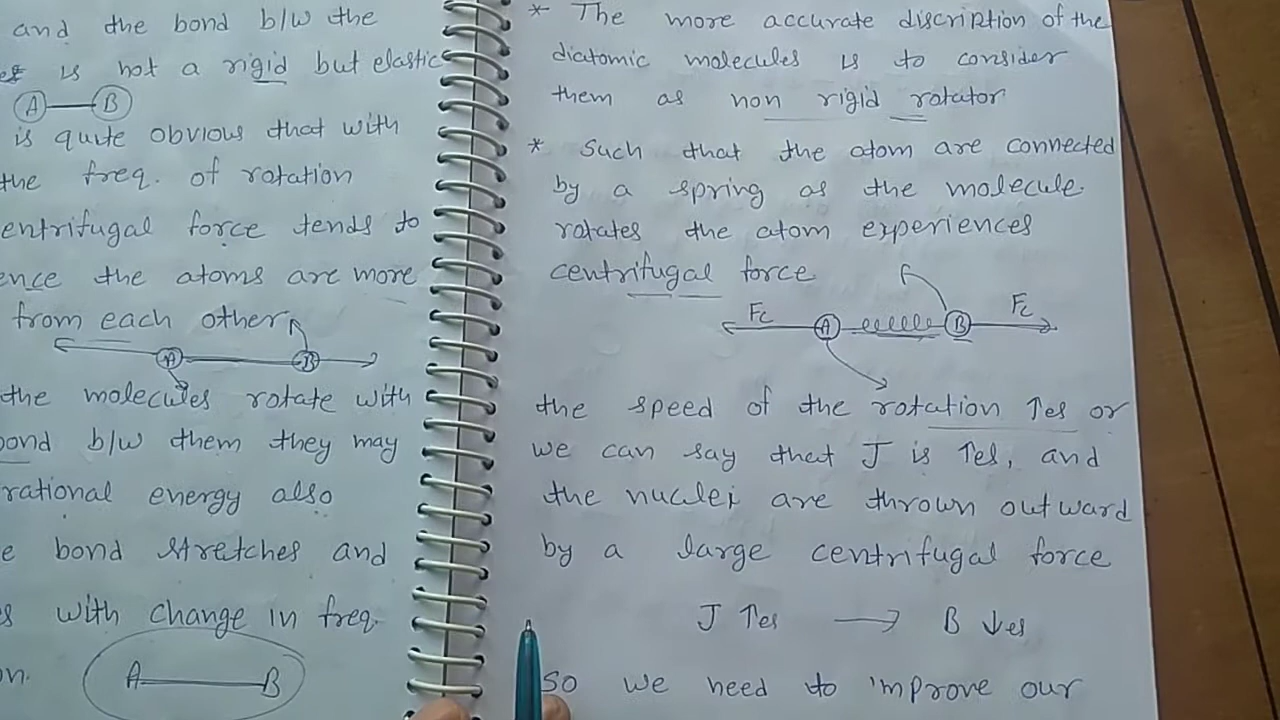 and the bond b/w the
is not a rigid but elastic
A B
is quite obvious that with
the freq. of rotation
entrifugal force tends to
ence the atoms are more
from each other
A B
the molecules rotate with
bond b/w them they may
rational energy also
e bond stretches and
s with change in freq.
on.
A B
* The more accurate discription of the
diatomic molecules is to consider
them as non rigid rotator
* Such that the atom are connected
by a spring as the molecule
rotates the atom experiences
centrifugal force
Fc A B Fc
the speed of the rotation ↑es or
we can say that J is ↑es, and
the nuclei are thrown outward
by a large centrifugal force
J ↑es → B ↓es
So we need to improve our